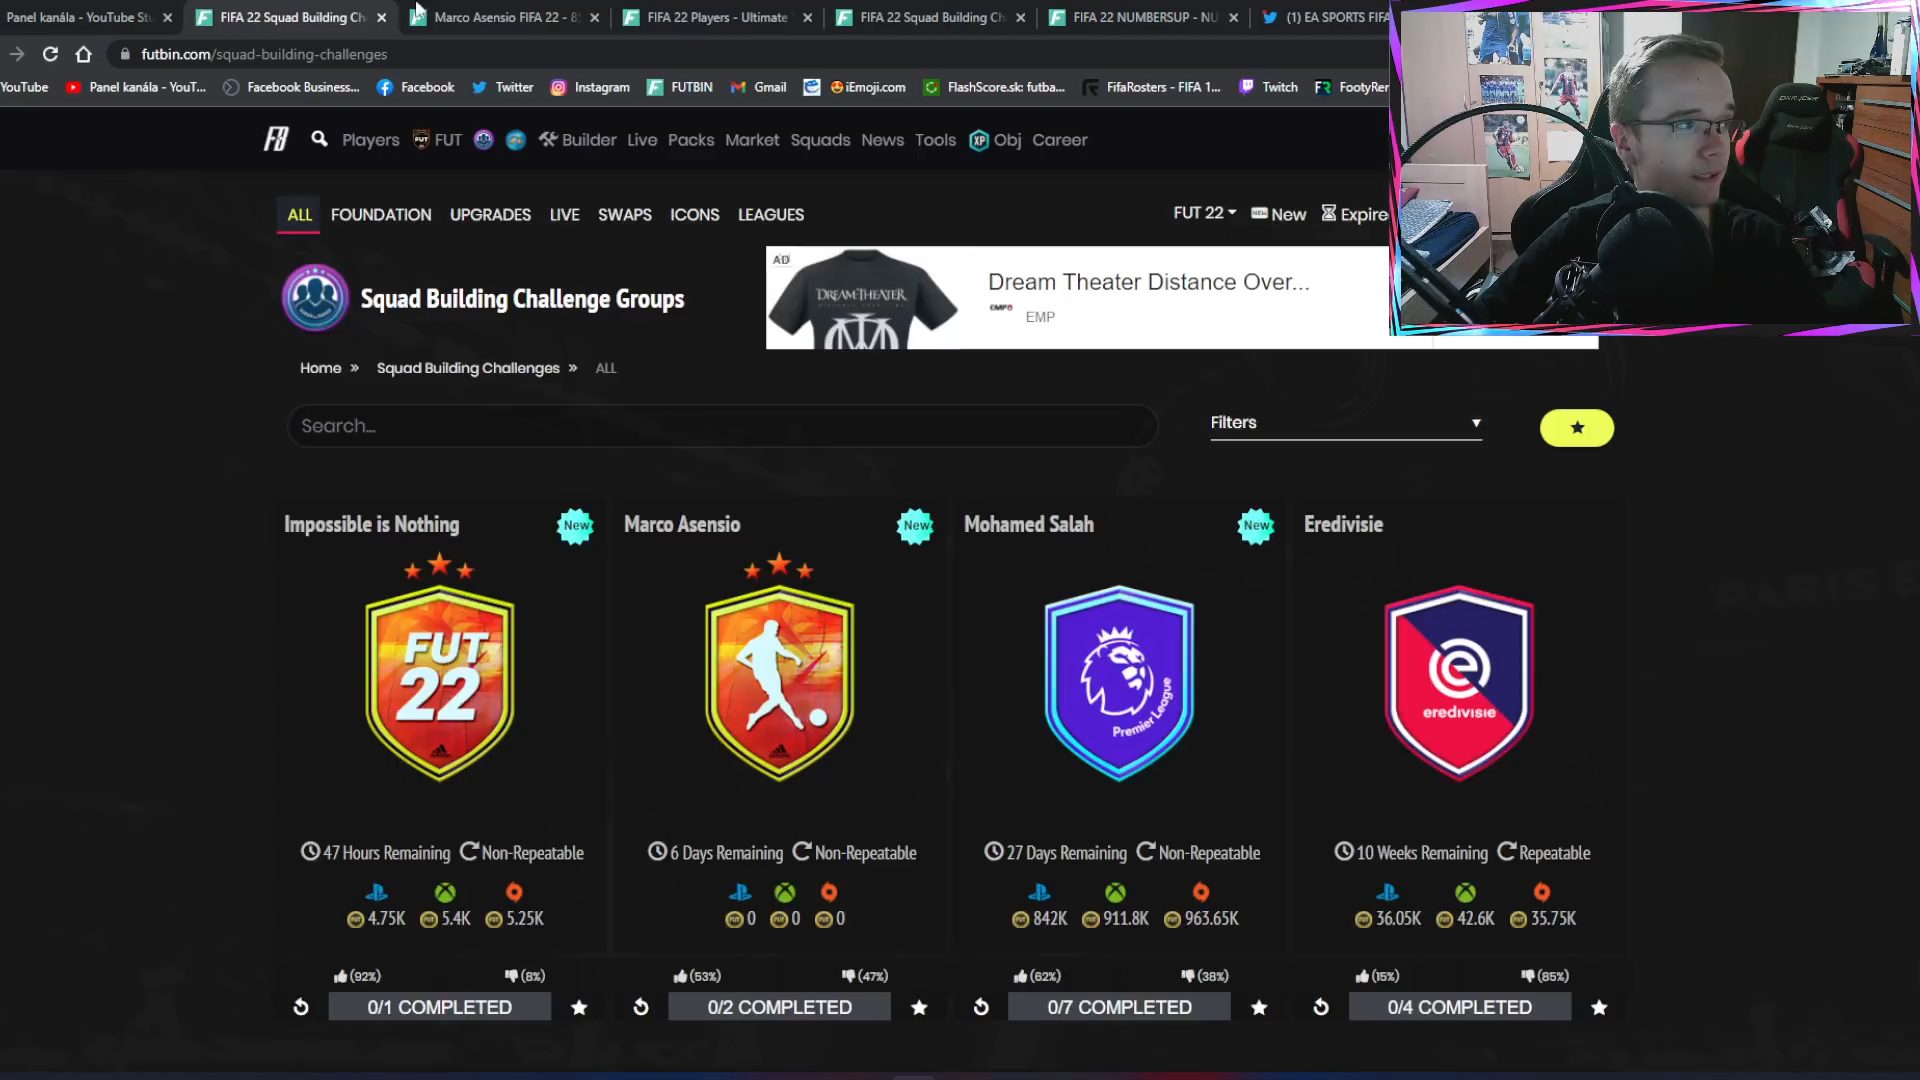 Panel kanála - YouTube Stu
FIFA 22 Squad Building Ch
Marco Asensio FIFA 22 - 8
FIFA 22 Players - Ultimate
FIFA 22 Squad Building Ch
FIFA 22 NUMBERSUP - NU
(1) EA SPORTS FIFA
futbin.com/squad-building-challenges
YouTube
Panel kanála - YouT...
Facebook Business...
Facebook
Twitter
Instagram
FUTBIN
Gmail
iEmoji.com
FlashScore.sk: futba...
FifaRosters - FIFA 1...
Twitch
FootyRen
Players FUT Builder Live Packs Market Squads News Tools XP Obj Career
ALL FOUNDATION UPGRADES LIVE SWAPS ICONS LEAGUES
FUT 22 New Expire
AD
DREAM THEATER
Dream Theater Distance Over...
EMP EMP
Squad Building Challenge Groups
Home » Squad Building Challenges » ALL
Search...
Filters
Impossible is Nothing New
FUT
22
adidas
47 Hours Remaining Non-Repeatable
4.75K 5.4K 5.25K
(92%) (8%)
0/1 COMPLETED
Marco Asensio New
adidas
6 Days Remaining Non-Repeatable
0 0 0
(53%) (47%)
0/2 COMPLETED
Mohamed Salah New
Premier League
27 Days Remaining Non-Repeatable
842K 911.8K 963.65K
(62%) (38%)
0/7 COMPLETED
Eredivisie
eredivisie
10 Weeks Remaining Repeatable
36.05K 42.6K 35.75K
(15%) (85%)
0/4 COMPLETED